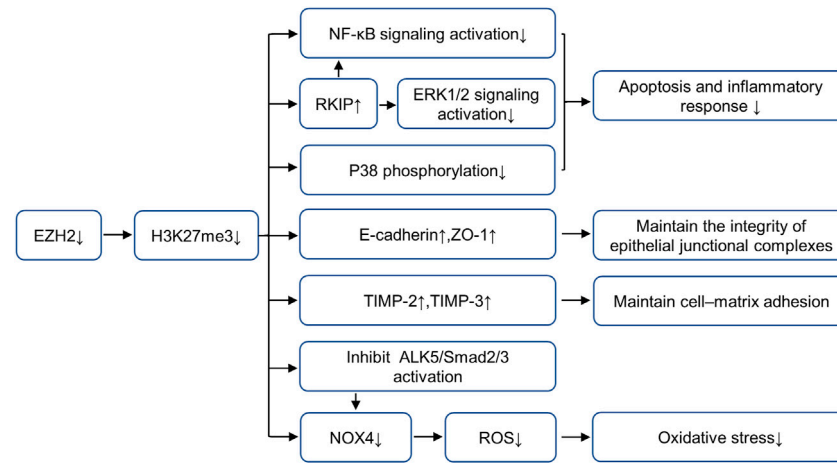 NF-κB signaling activation↓
RKIP↑
ERK1/2 signaling
activation↓
Apoptosis and inflammatory
response ↓
P38 phosphorylation↓
EZH2↓
H3K27me3↓
E-cadherin↑,ZO-1↑
Maintain the integrity of
epithelial junctional complexes
TIMP-2↑,TIMP-3↑
Maintain cell–matrix adhesion
Inhibit ALK5/Smad2/3
activation
NOX4↓
ROS↓
Oxidative stress↓